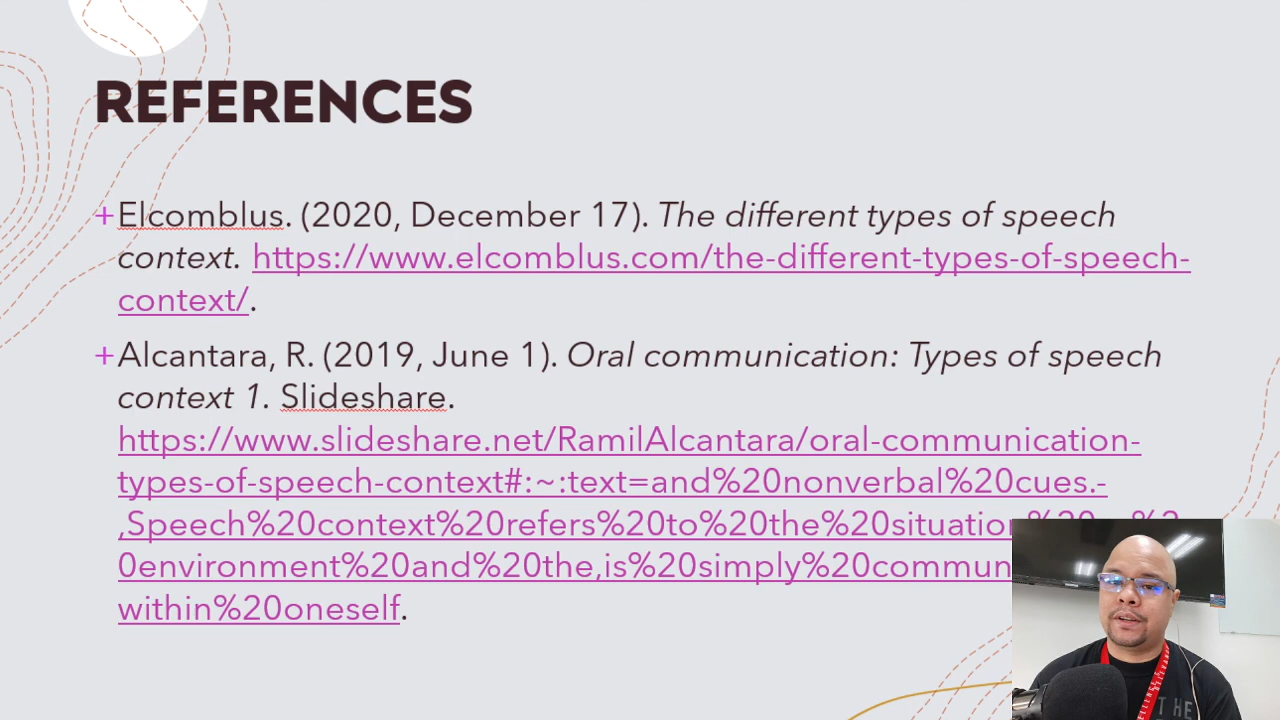 REFERENCES
+Elcomblus. (2020, December 17). The different types of speech
context. https://www.elcomblus.com/the-different-types-of-speech-
context/.
+Alcantara, R. (2019, June 1). Oral communication: Types of speech
context 1. Slideshare.
https://www.slideshare.net/RamilAlcantara/oral-communication-
types-of-speech-context#:~:text=and%20nonverbal%20cues.-
,Speech%20context%20refers%20to%20the%20situation
0environment%20and%20the,is%20simply%20commun
within%20oneself.
THE